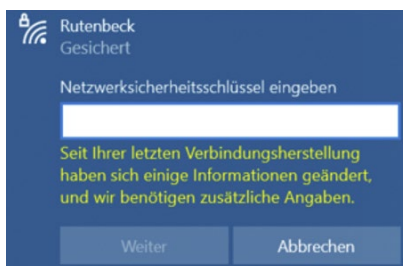 Rutenbeck
Gesichert
Netzwerksicherheitsschlüssel eingeben
Seit Ihrer letzten Verbindungsherstellung
haben sich einige Informationen geändert,
und wir benötigen zusätzliche Angaben.
Weiter Abbrechen